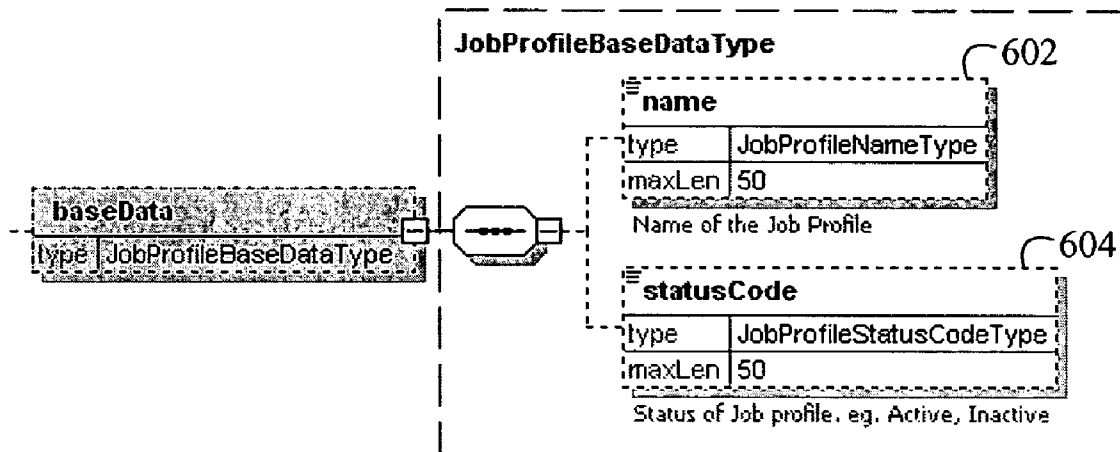 JobProfileBaseDataType
602
name
type JobProfileNameType
maxLen 50
Name of the Job Profile
baseData
type JobProfileBaseDataType
604
statusCode
type JobProfileStatusCodeType
maxLen 50
Status of Job profile. eg. Active, Inactive